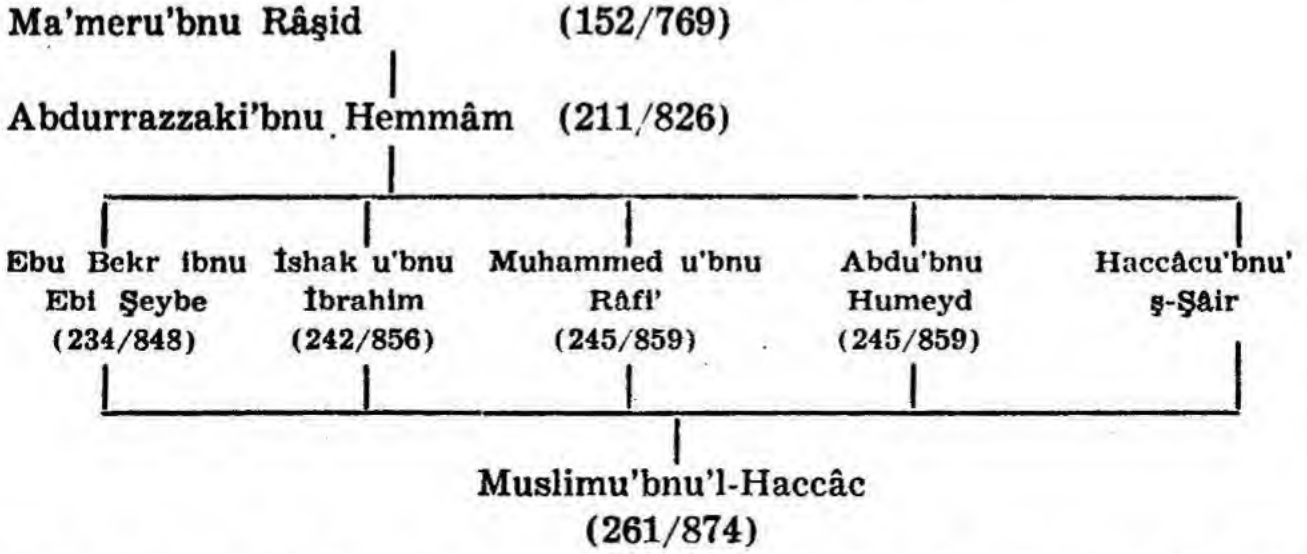 Ma'meru'bnu Râşid (152/769)
Abdurrazzaki'bnu Hemmâm (211/826)
Ebu Bekr ibnu
Ebi Şeybe
(234/848)
İshak u'bnu
İbrahim
(242/856)
Muhammed u'bnu
Râfi'
(245/859)
Abdu'bnu
Humeyd
(245/859)
Haccâcu'bnu'
ş-Şâir
Muslimu'bnu'l-Haccâc
(261/874)